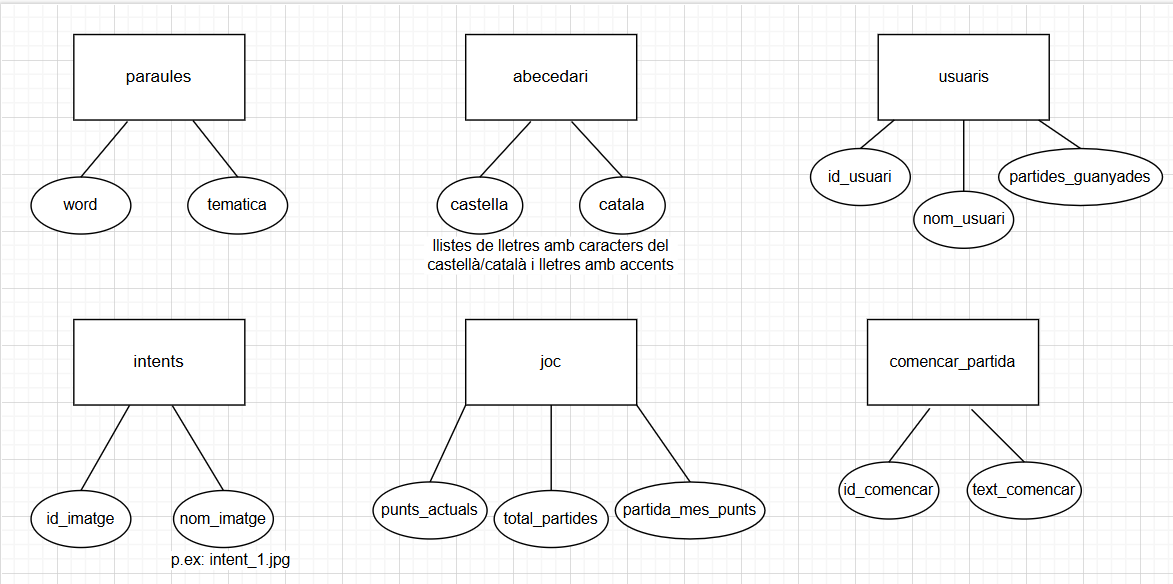 paraules
abecedari
usuaris
word
tematica
castella
catala
id_usuari
nom_usuari
partides_guanyades
llistes de lletres amb caracters del
castellà/català i lletres amb accents
intents
joc
comencar_partida
id_imatge
nom_imatge
p.ex: intent_1.jpg
punts_actuals
total_partides
partida_mes_punts
id_comencar
text_comencar